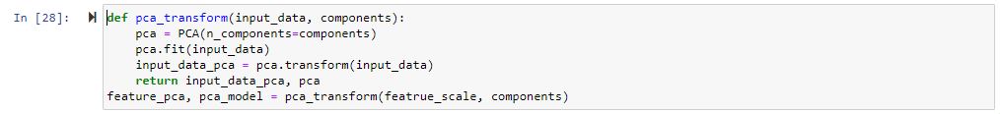 In [28]: def pca_transform(input_data, components):
    pca = PCA(n_components=components)
    pca.fit(input_data)
    input_data_pca = pca.transform(input_data)
    return input_data_pca, pca
feature_pca, pca_model = pca_transform(featrue_scale, components)